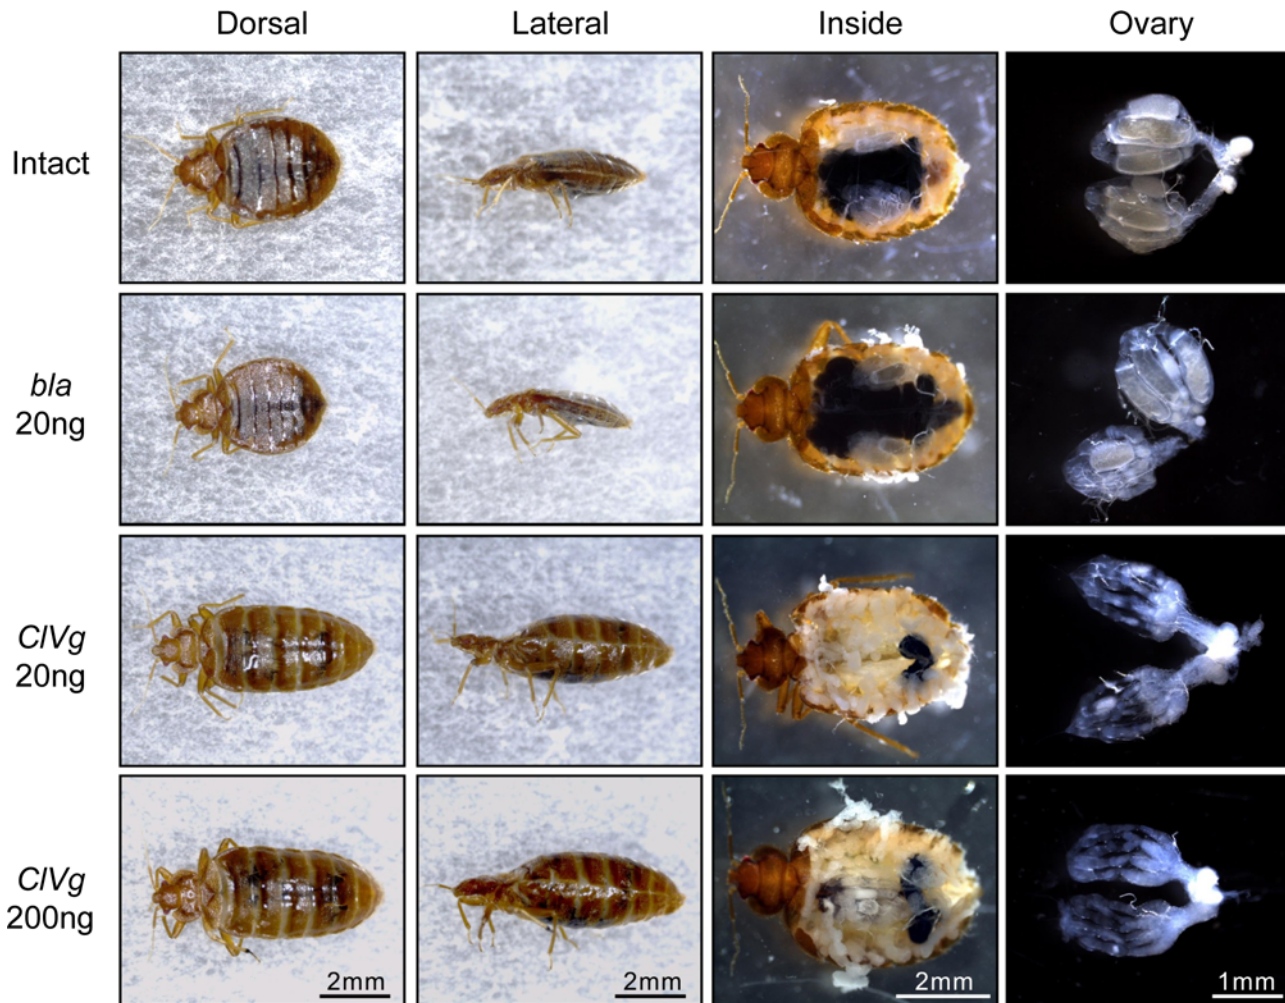 Dorsal Lateral Inside Ovary
Intact
bla
20ng
ClVg
20ng
ClVg
200ng
2mm 2mm 2mm 1mm